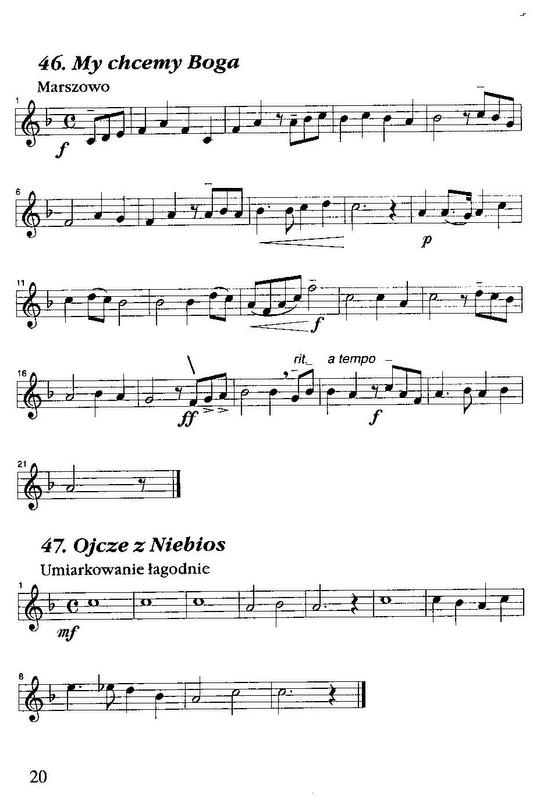 46. My chcemy Boga
Marszowo
1
f
6
p
11
f
rit. a tempo
16
ff
f
21
47. Ojcze z Niebios
Umiarkowanie łagodnie
1
mf
8
20